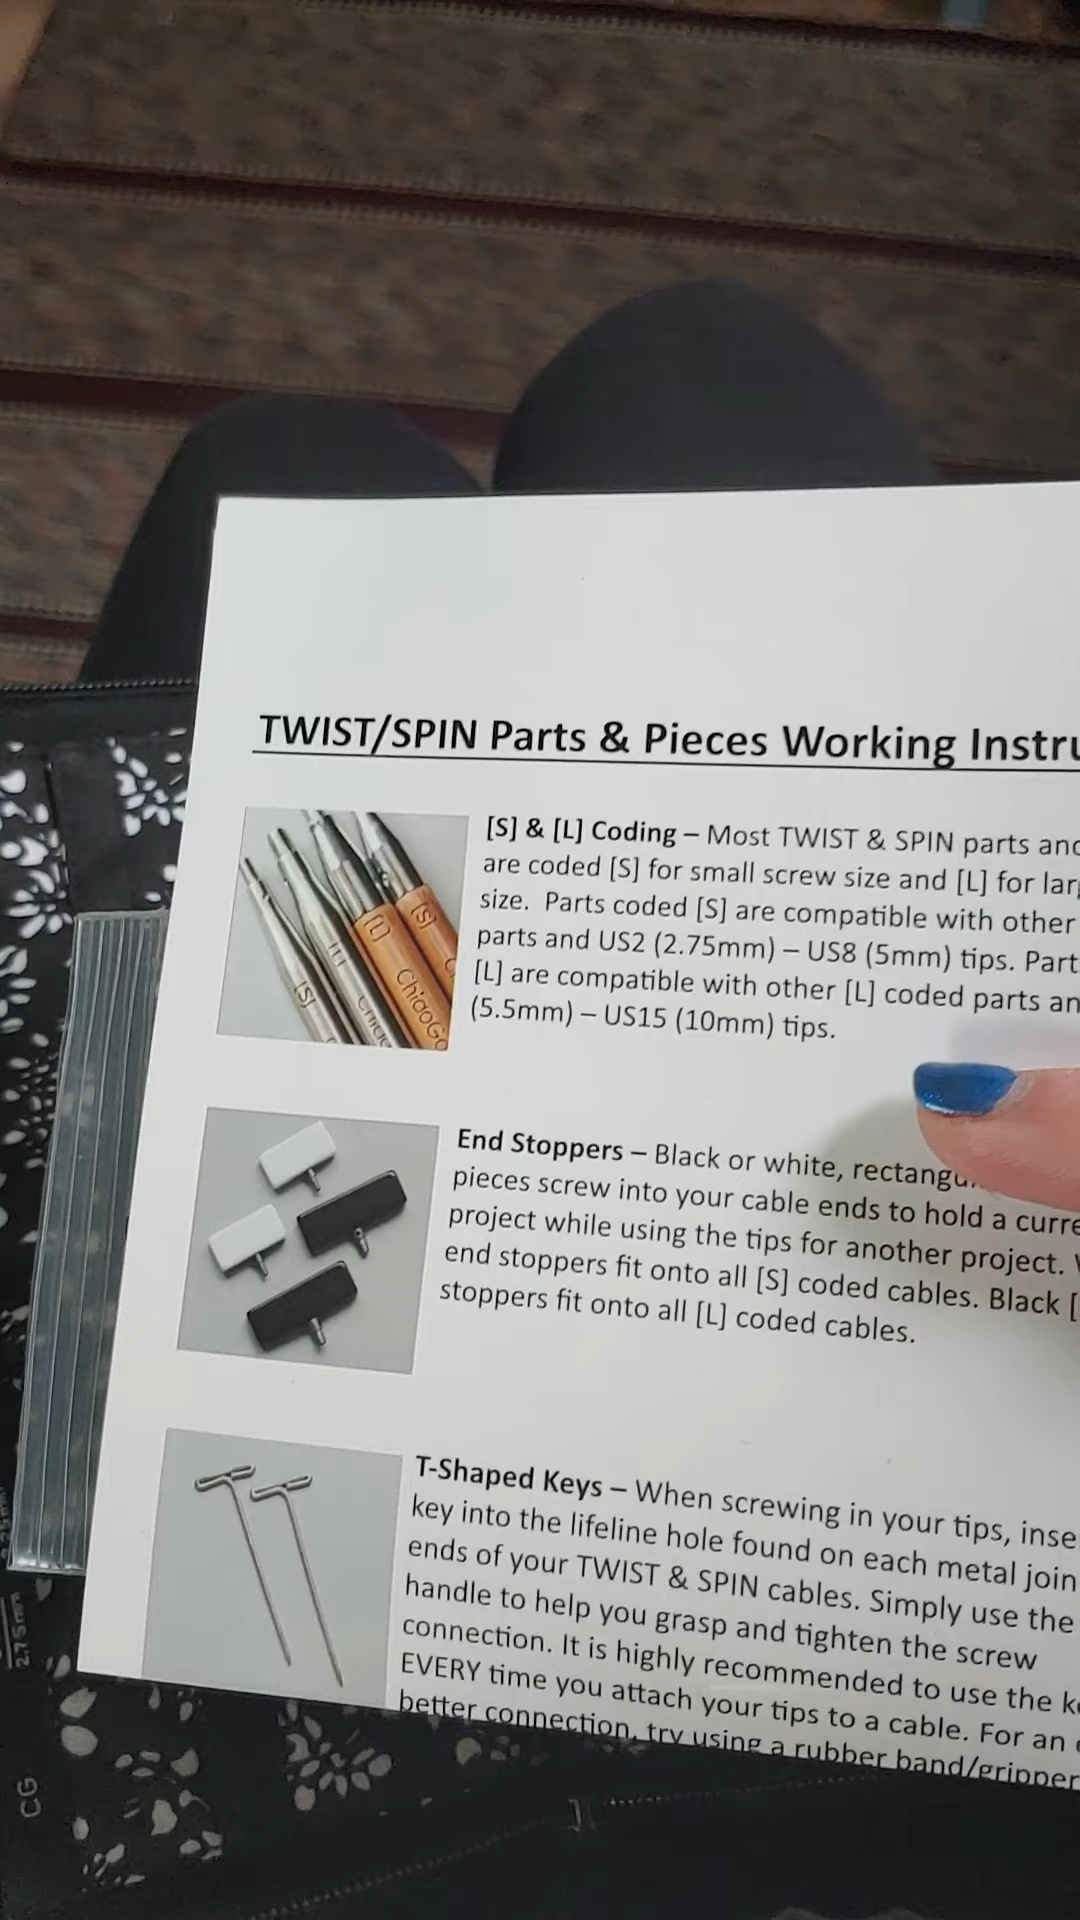 TWIST/SPIN Parts & Pieces Working
[S] & [L] Coding – Most TWIST & SPIN parts
are coded [S] for small screw size and [L] for
size. Parts coded [S] are compatible with other
parts and US2 (2.75mm) – US8 (5mm) tips.
[L] are compatible with other [L] coded parts
(5.5mm) – US15 (10mm) tips.
[S]
[L]
[S]
End Stoppers – Black or white,
pieces screw into your cable ends to hold a
project while using the tips for another project.
end stoppers fit onto all [S] coded cables. Black
stoppers fit onto all [L] coded cables.
T-Shaped Keys – When screwing in your tips,
key into the lifeline hole found on each metal
ends of your TWIST & SPIN cables. Simply use the
handle to help you grasp and tighten the screw
connection. It is highly recommended to use the
EVERY time you attach your tips to a cable. For an
better connection, try using a rubber band/gripper
2.75mm
CG